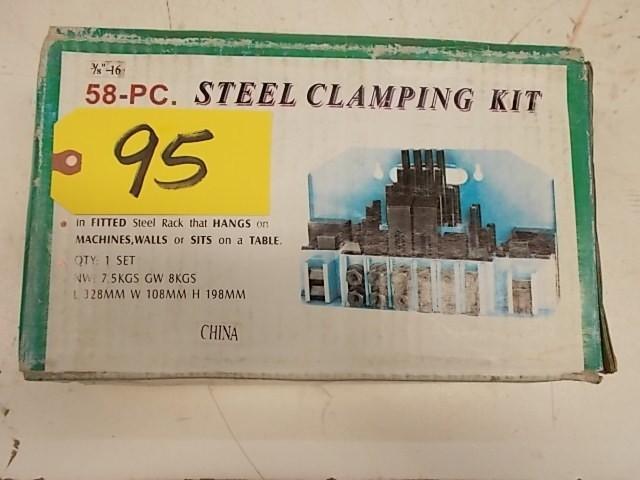 3/8"-16
58-PC. STEEL CLAMPING KIT
95
in FITTED Steel Rack that HANGS on
MACHINES,WALLS or SITS on a TABLE.
QTY: 1 SET
NW: 7.5KGS GW 8KGS
L 328MM W 108MM H 198MM
CHINA